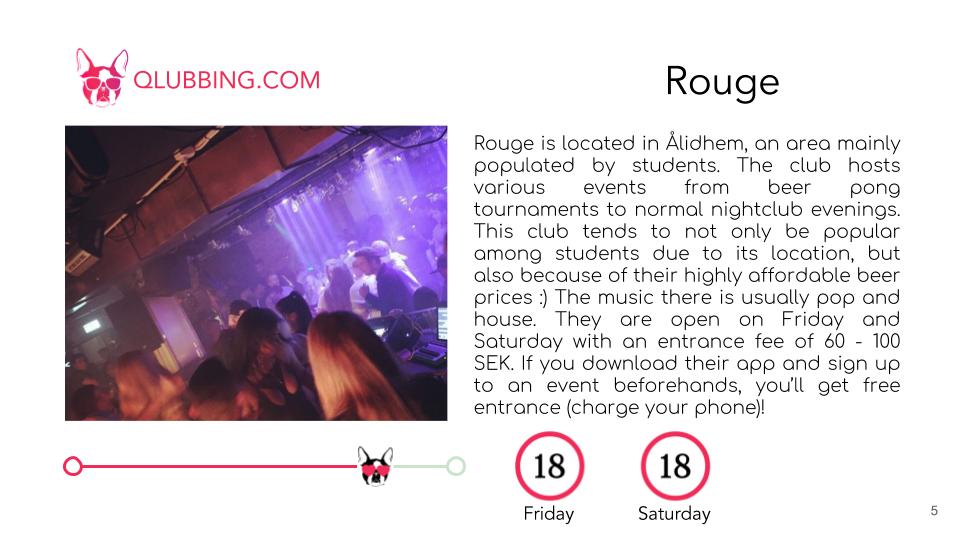 QLUBBING.COM
Rouge
Rouge is located in Ålidhem, an area mainly
populated by students. The club hosts
various events from beer pong
tournaments to normal nightclub evenings.
This club tends to not only be popular
among students due to its location, but
also because of their highly affordable beer
prices :) The music there is usually pop and
house. They are open on Friday and
Saturday with an entrance fee of 60 - 100
SEK. If you download their app and sign up
to an event beforehands, you'll get free
entrance (charge your phone)!
18 18
Friday Saturday
5